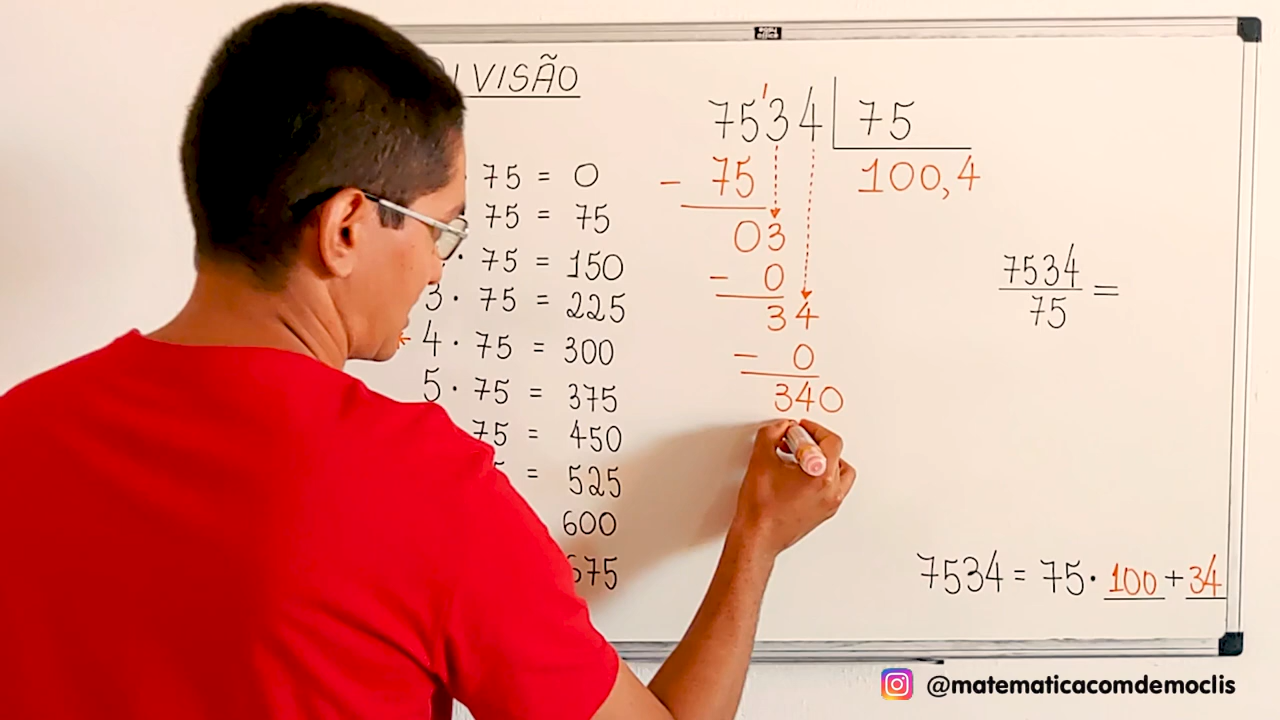 DIVISÃO
75 = 0
75 = 75
· 75 = 150
3 · 75 = 225
4 · 75 = 300
5 · 75 = 375
75 = 450
= 525
600
675
7534 | 75
- 75
100,4
03
- 0
34
- 0
340
7534
75
=
7534 = 75 · 100 + 34
@matematicacomdemoclis